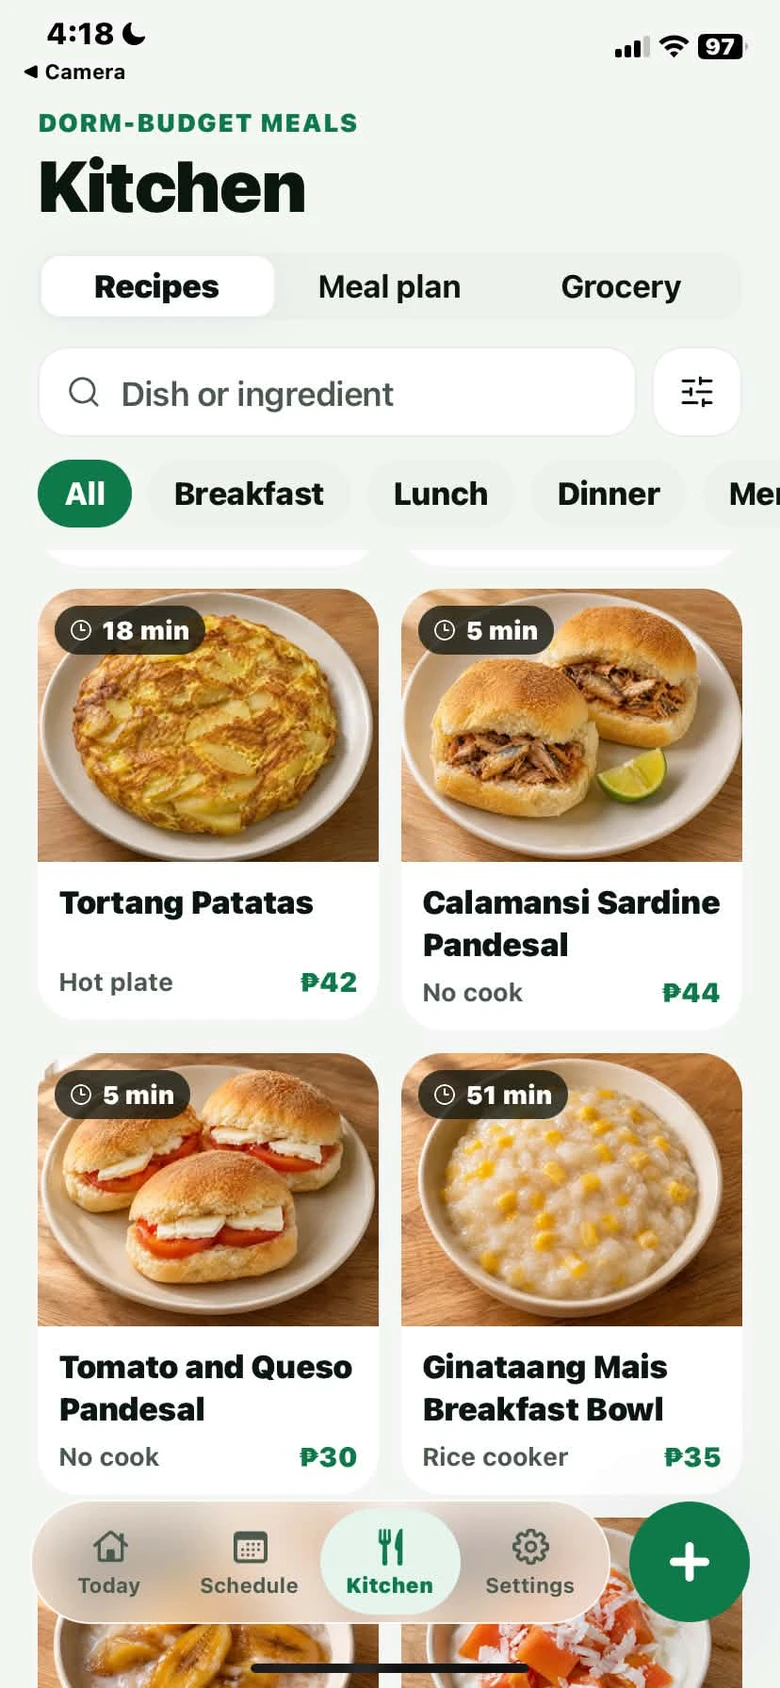 4:18
97
Camera
DORM-BUDGET MEALS
Kitchen
Recipes
Meal plan
Grocery
Dish or ingredient
All
Breakfast
Lunch
Dinner
Mer
18 min
5 min
Tortang Patatas
Calamansi Sardine
Pandesal
Hot plate
₱42
No cook
₱44
5 min
51 min
Tomato and Queso
Pandesal
Ginataang Mais
Breakfast Bowl
No cook
₱30
Rice cooker
₱35
Today
Schedule
Kitchen
Settings